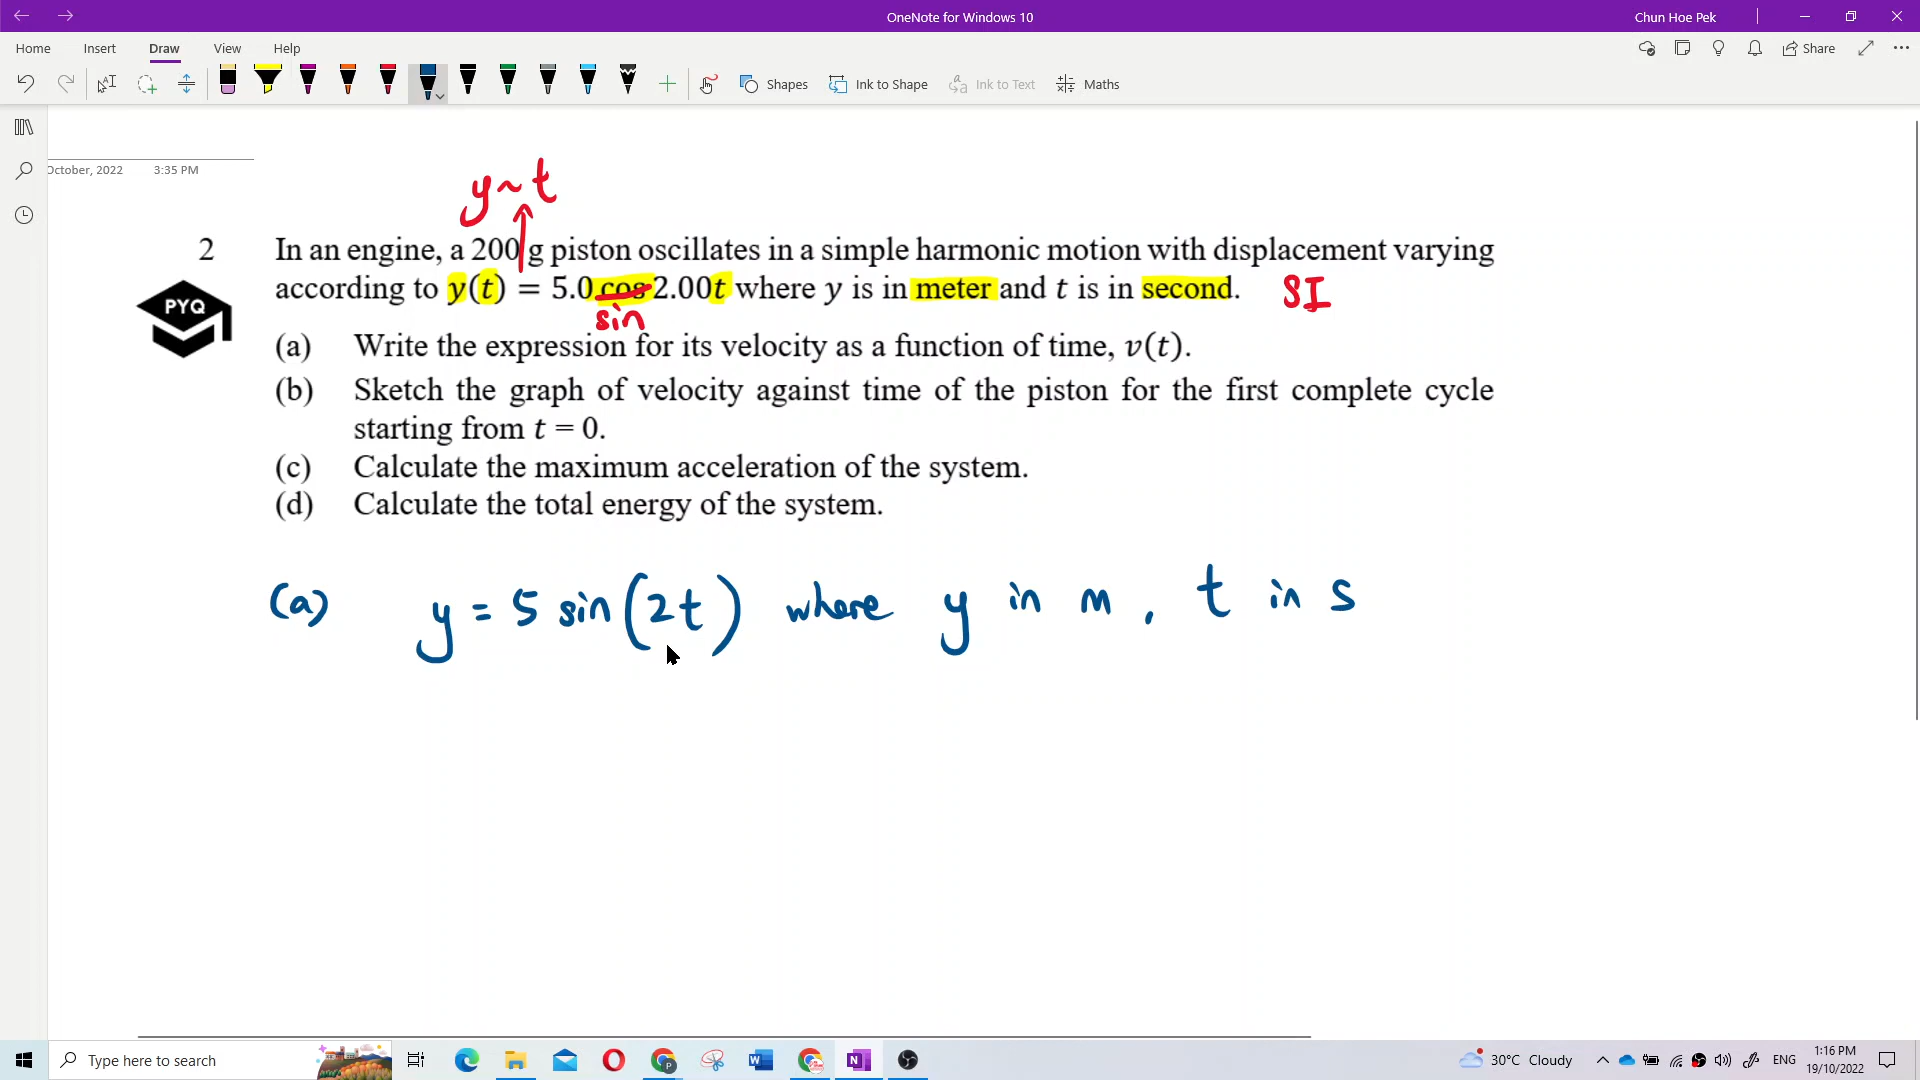 OneNote for Windows 10
Chun Hoe Pek
Home Insert Draw View Help
Share
Shapes Ink to Shape Ink to Text Maths
October, 2022 3:35 PM
y ~ t
2 In an engine, a 200 g piston oscillates in a simple harmonic motion with displacement varying
according to y(t) = 5.0 cos 2.00t where y is in meter and t is in second. SI
sin
PYQ
(a) Write the expression for its velocity as a function of time, v(t).
(b) Sketch the graph of velocity against time of the piston for the first complete cycle
starting from t = 0.
(c) Calculate the maximum acceleration of the system.
(d) Calculate the total energy of the system.
(a) y = 5 sin (2t) where y in m, t in s
Type here to search
30°C Cloudy
ENG
1:16 PM
19/10/2022